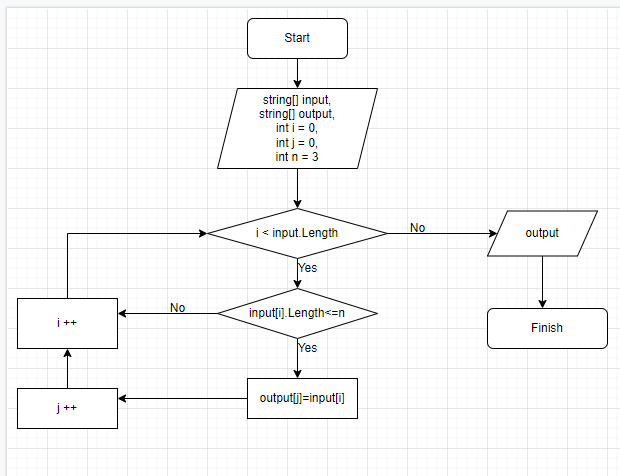 Start
string[] input,
string[] output,
int i = 0,
int j = 0,
int n = 3
i < input.Length
No
output
Yes
Finish
input[i].Length<=n
No
i ++
Yes
output[j]=input[i]
j ++